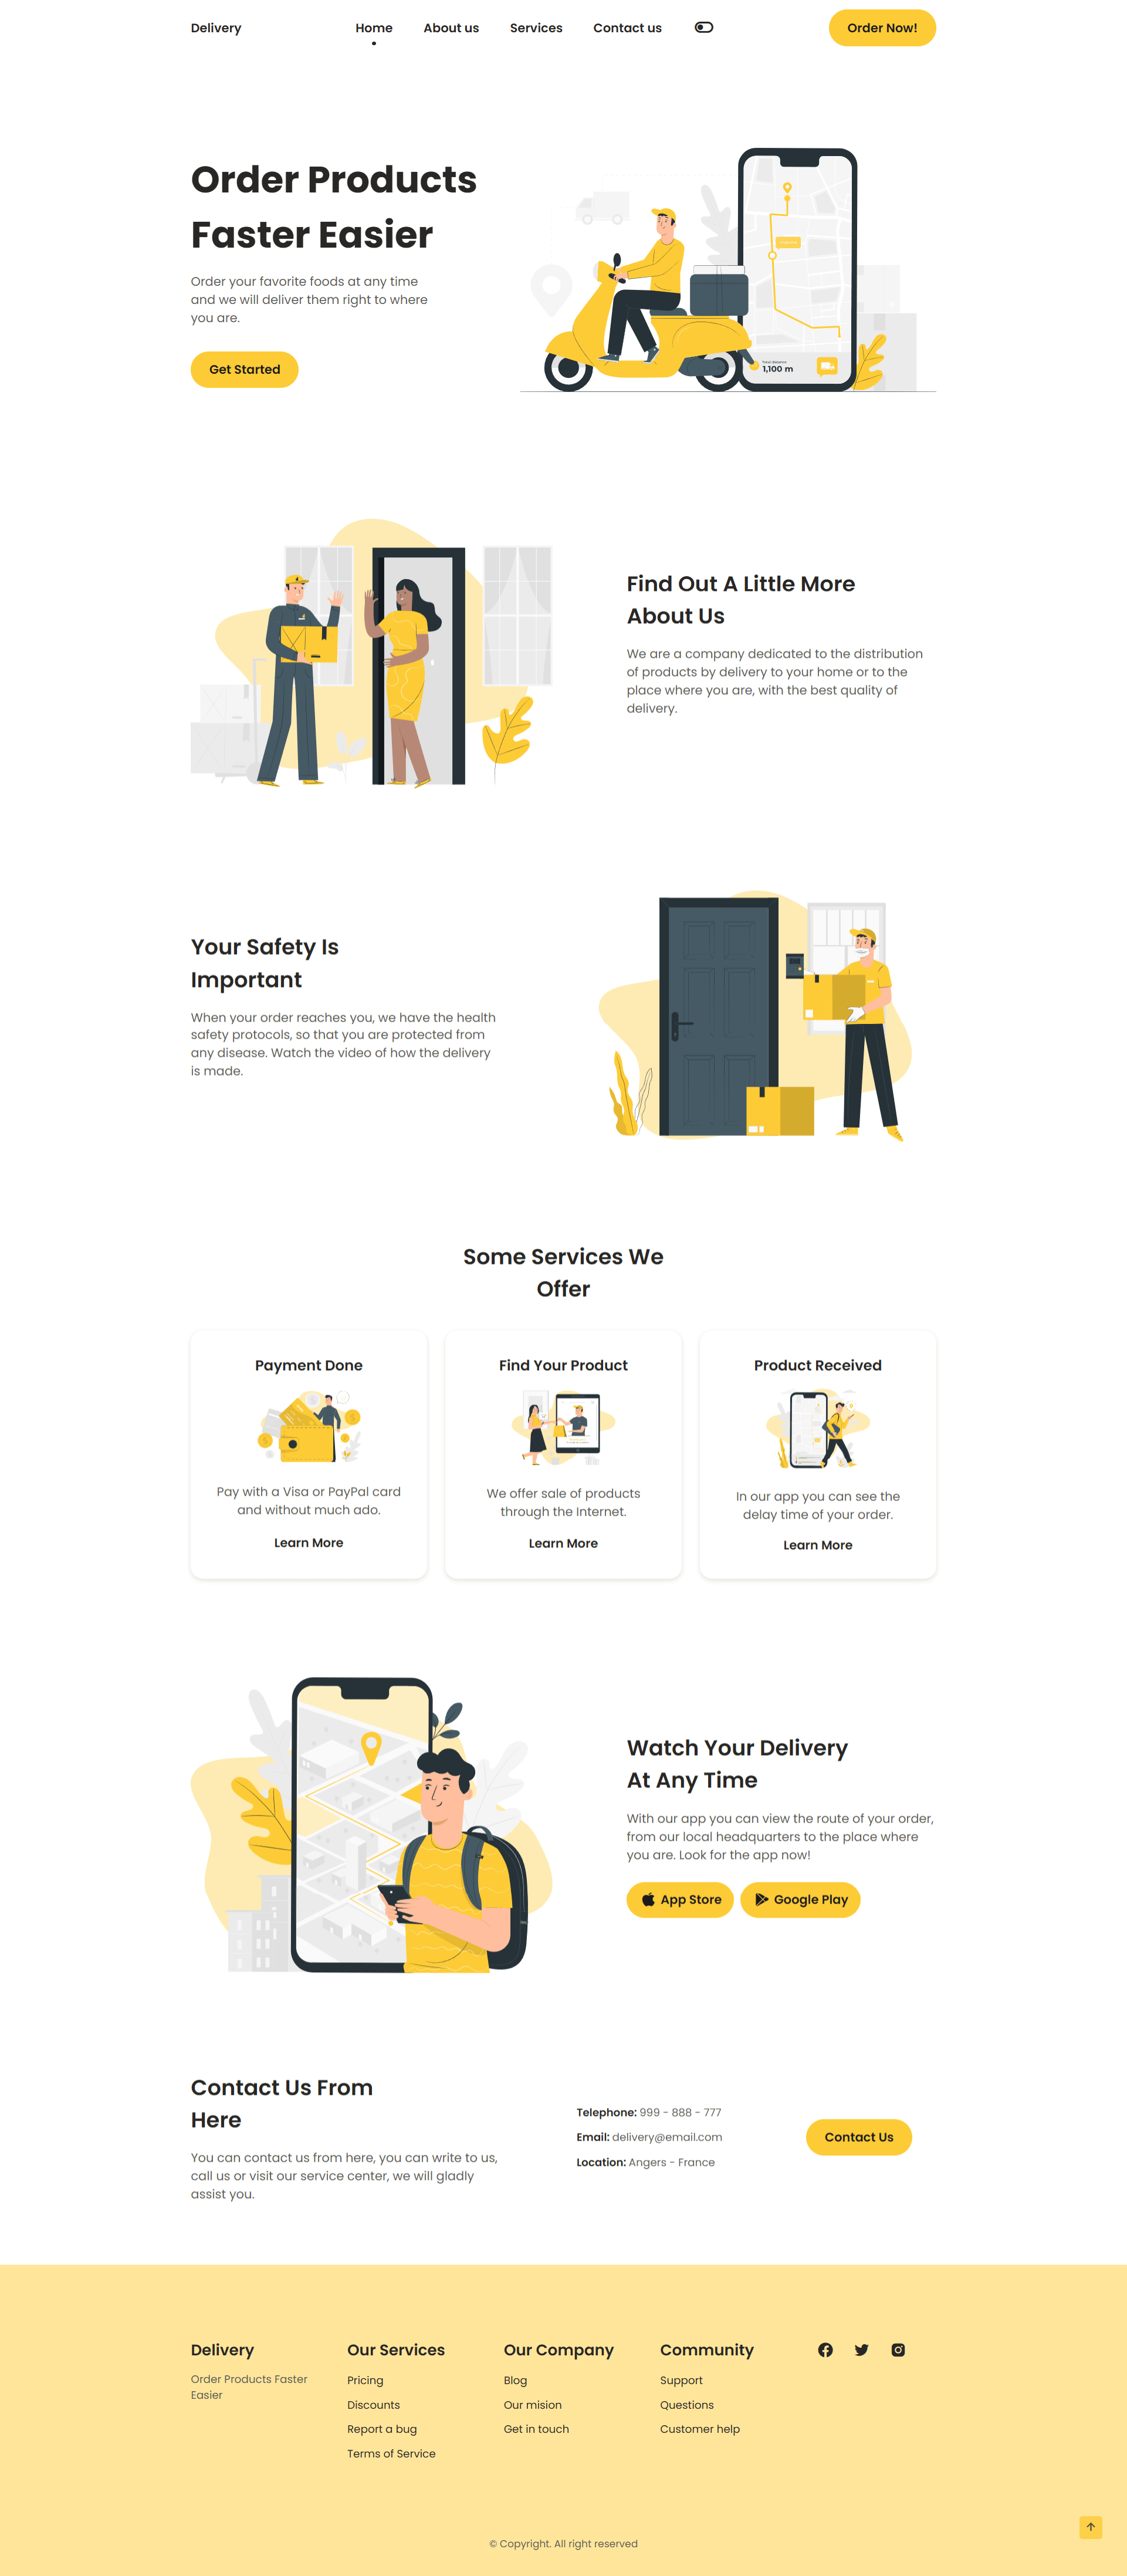 Delivery
Home
About us
Services
Contact us
Order Now!
Order Products
Faster Easier
Order your favorite foods at any time
and we will deliver them right to where
you are.
Get Started
Total distance
1,100 m
Find Out A Little More
About Us
We are a company dedicated to the distribution
of products by delivery to your home or to the
place where you are, with the best quality of
delivery.
Your Safety Is
Important
When your order reaches you, we have the health
safety protocols, so that you are protected from
any disease. Watch the video of how the delivery
is made.
Some Services We
Offer
Payment Done
Pay with a Visa or PayPal card
and without much ado.
Learn More
Find Your Product
We offer sale of products
through the Internet.
Learn More
Product Received
In our app you can see the
delay time of your order.
Learn More
Watch Your Delivery
At Any Time
With our app you can view the route of your order,
from our local headquarters to the place where
you are. Look for the app now!
App Store
Google Play
Contact Us From
Here
You can contact us from here, you can write to us,
call us or visit our service center, we will gladly
assist you.
Telephone: 999 - 888 - 777
Email: delivery@email.com
Location: Angers - France
Contact Us
Delivery
Order Products Faster
Easier
Our Services
Pricing
Discounts
Report a bug
Terms of Service
Our Company
Blog
Our mision
Get in touch
Community
Support
Questions
Customer help
© Copyright. All right reserved